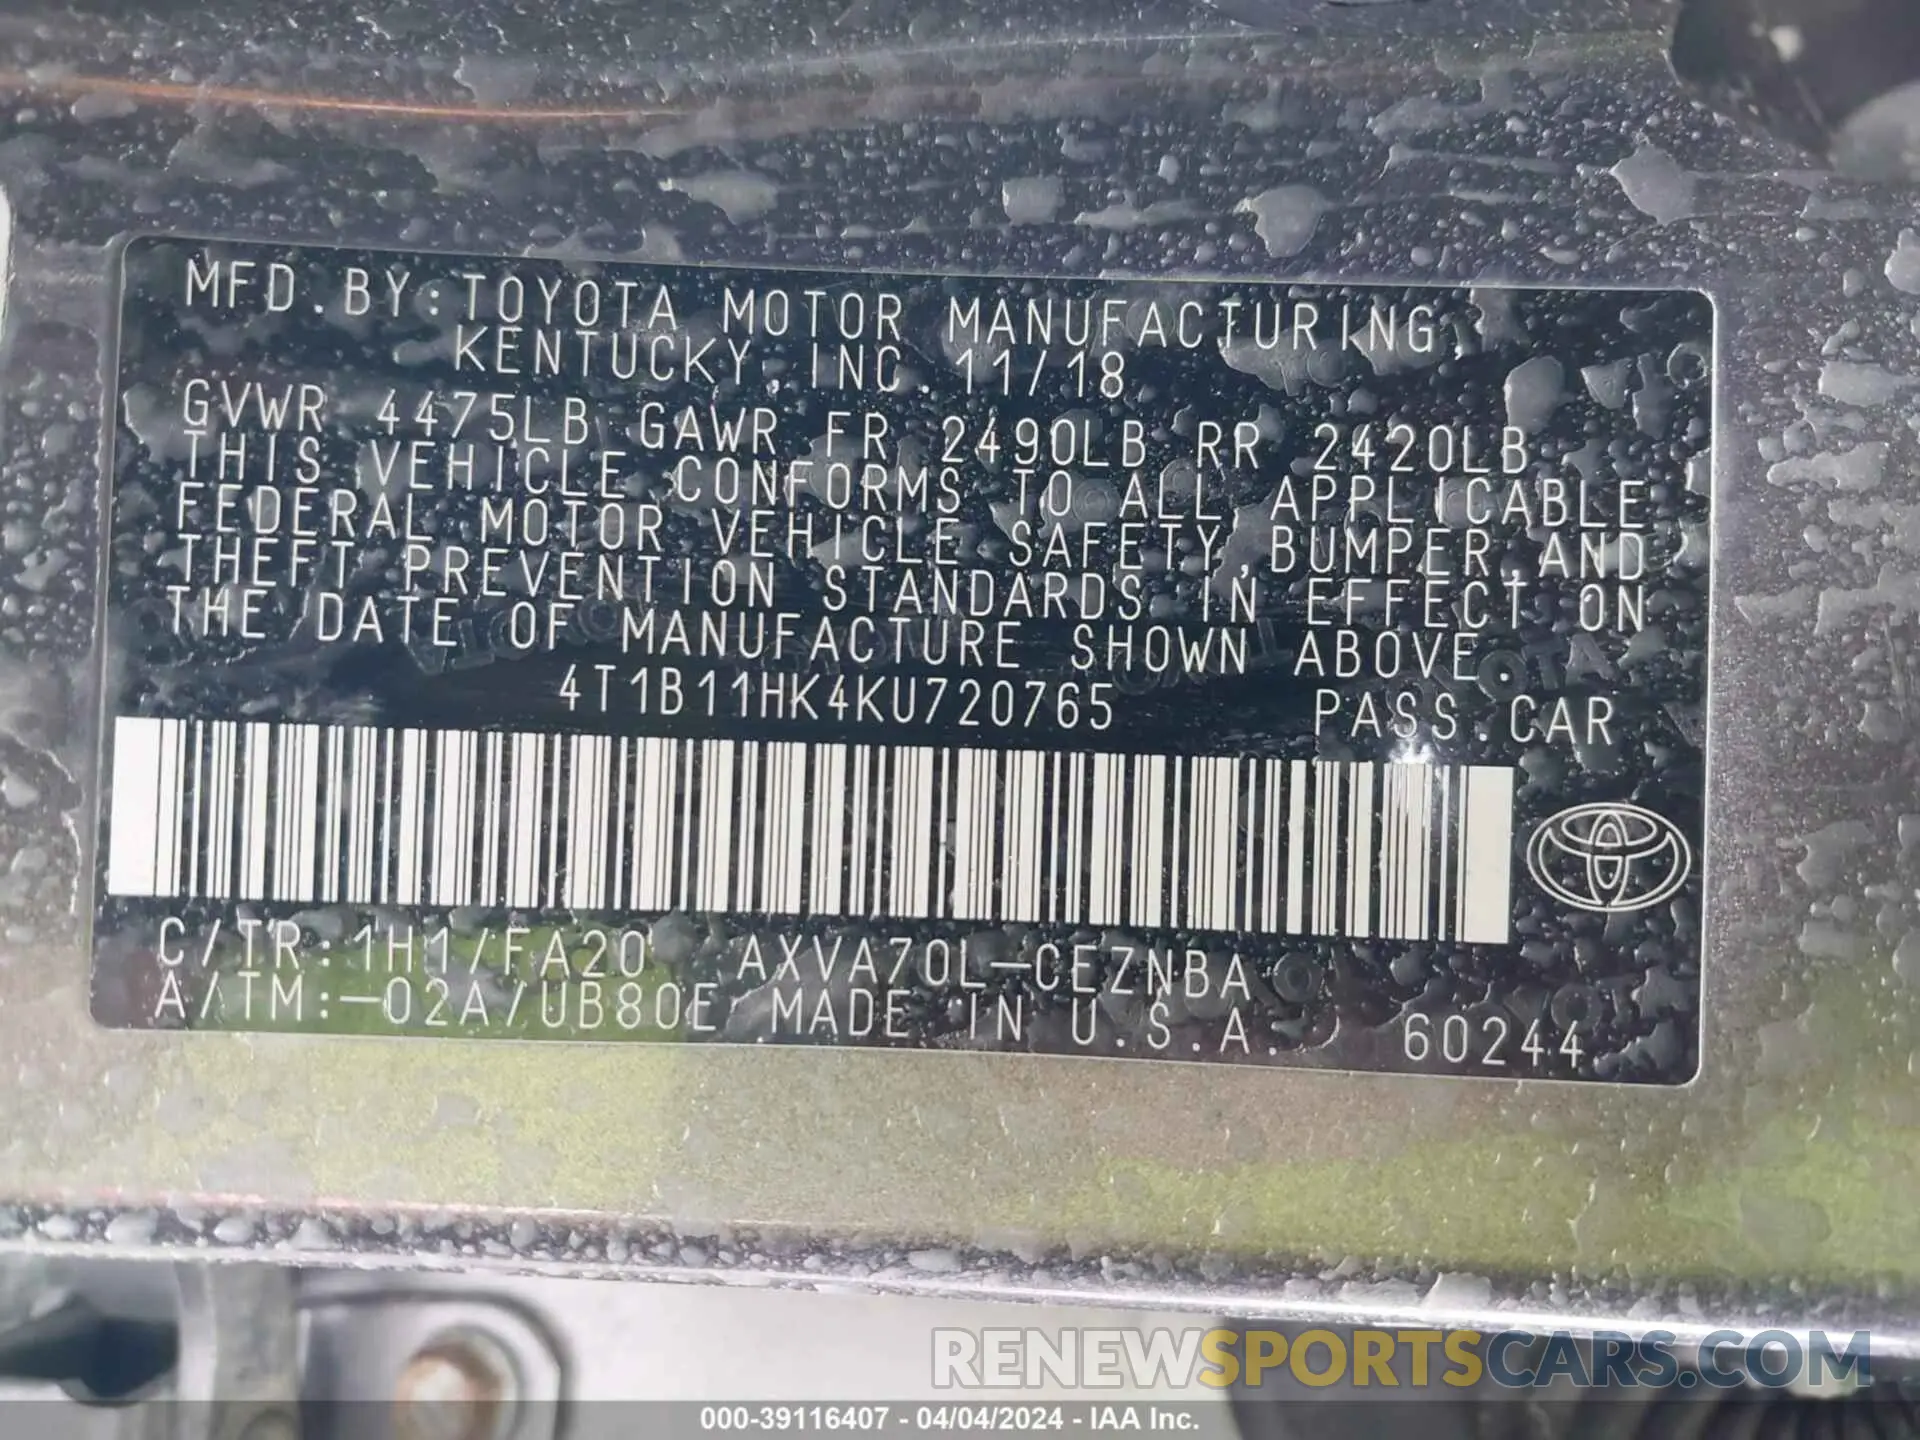 MFD.BY:TOYOTA MOTOR MANUFACTURING,
KENTUCKY, INC. 11/18
GVWR 4475LB GAWR FR 2490LB RR 2420LB
THIS VEHICLE CONFORMS TO ALL APPLICABLE
FEDERAL MOTOR VEHICLE SAFETY, BUMPER, AND
THEFT PREVENTION STANDARDS IN EFFECT ON
THE DATE OF MANUFACTURE SHOWN ABOVE.
4T1B11HK4KU720765 PASS.CAR
C/TR:1H1/FA20 AXVA70L-CEZNBA
A/TM:-02A/UB80E MADE IN U.S.A. 60244
RENEWSPORTSCARS.COM
000-39116407 - 04/04/2024 - IAA Inc.